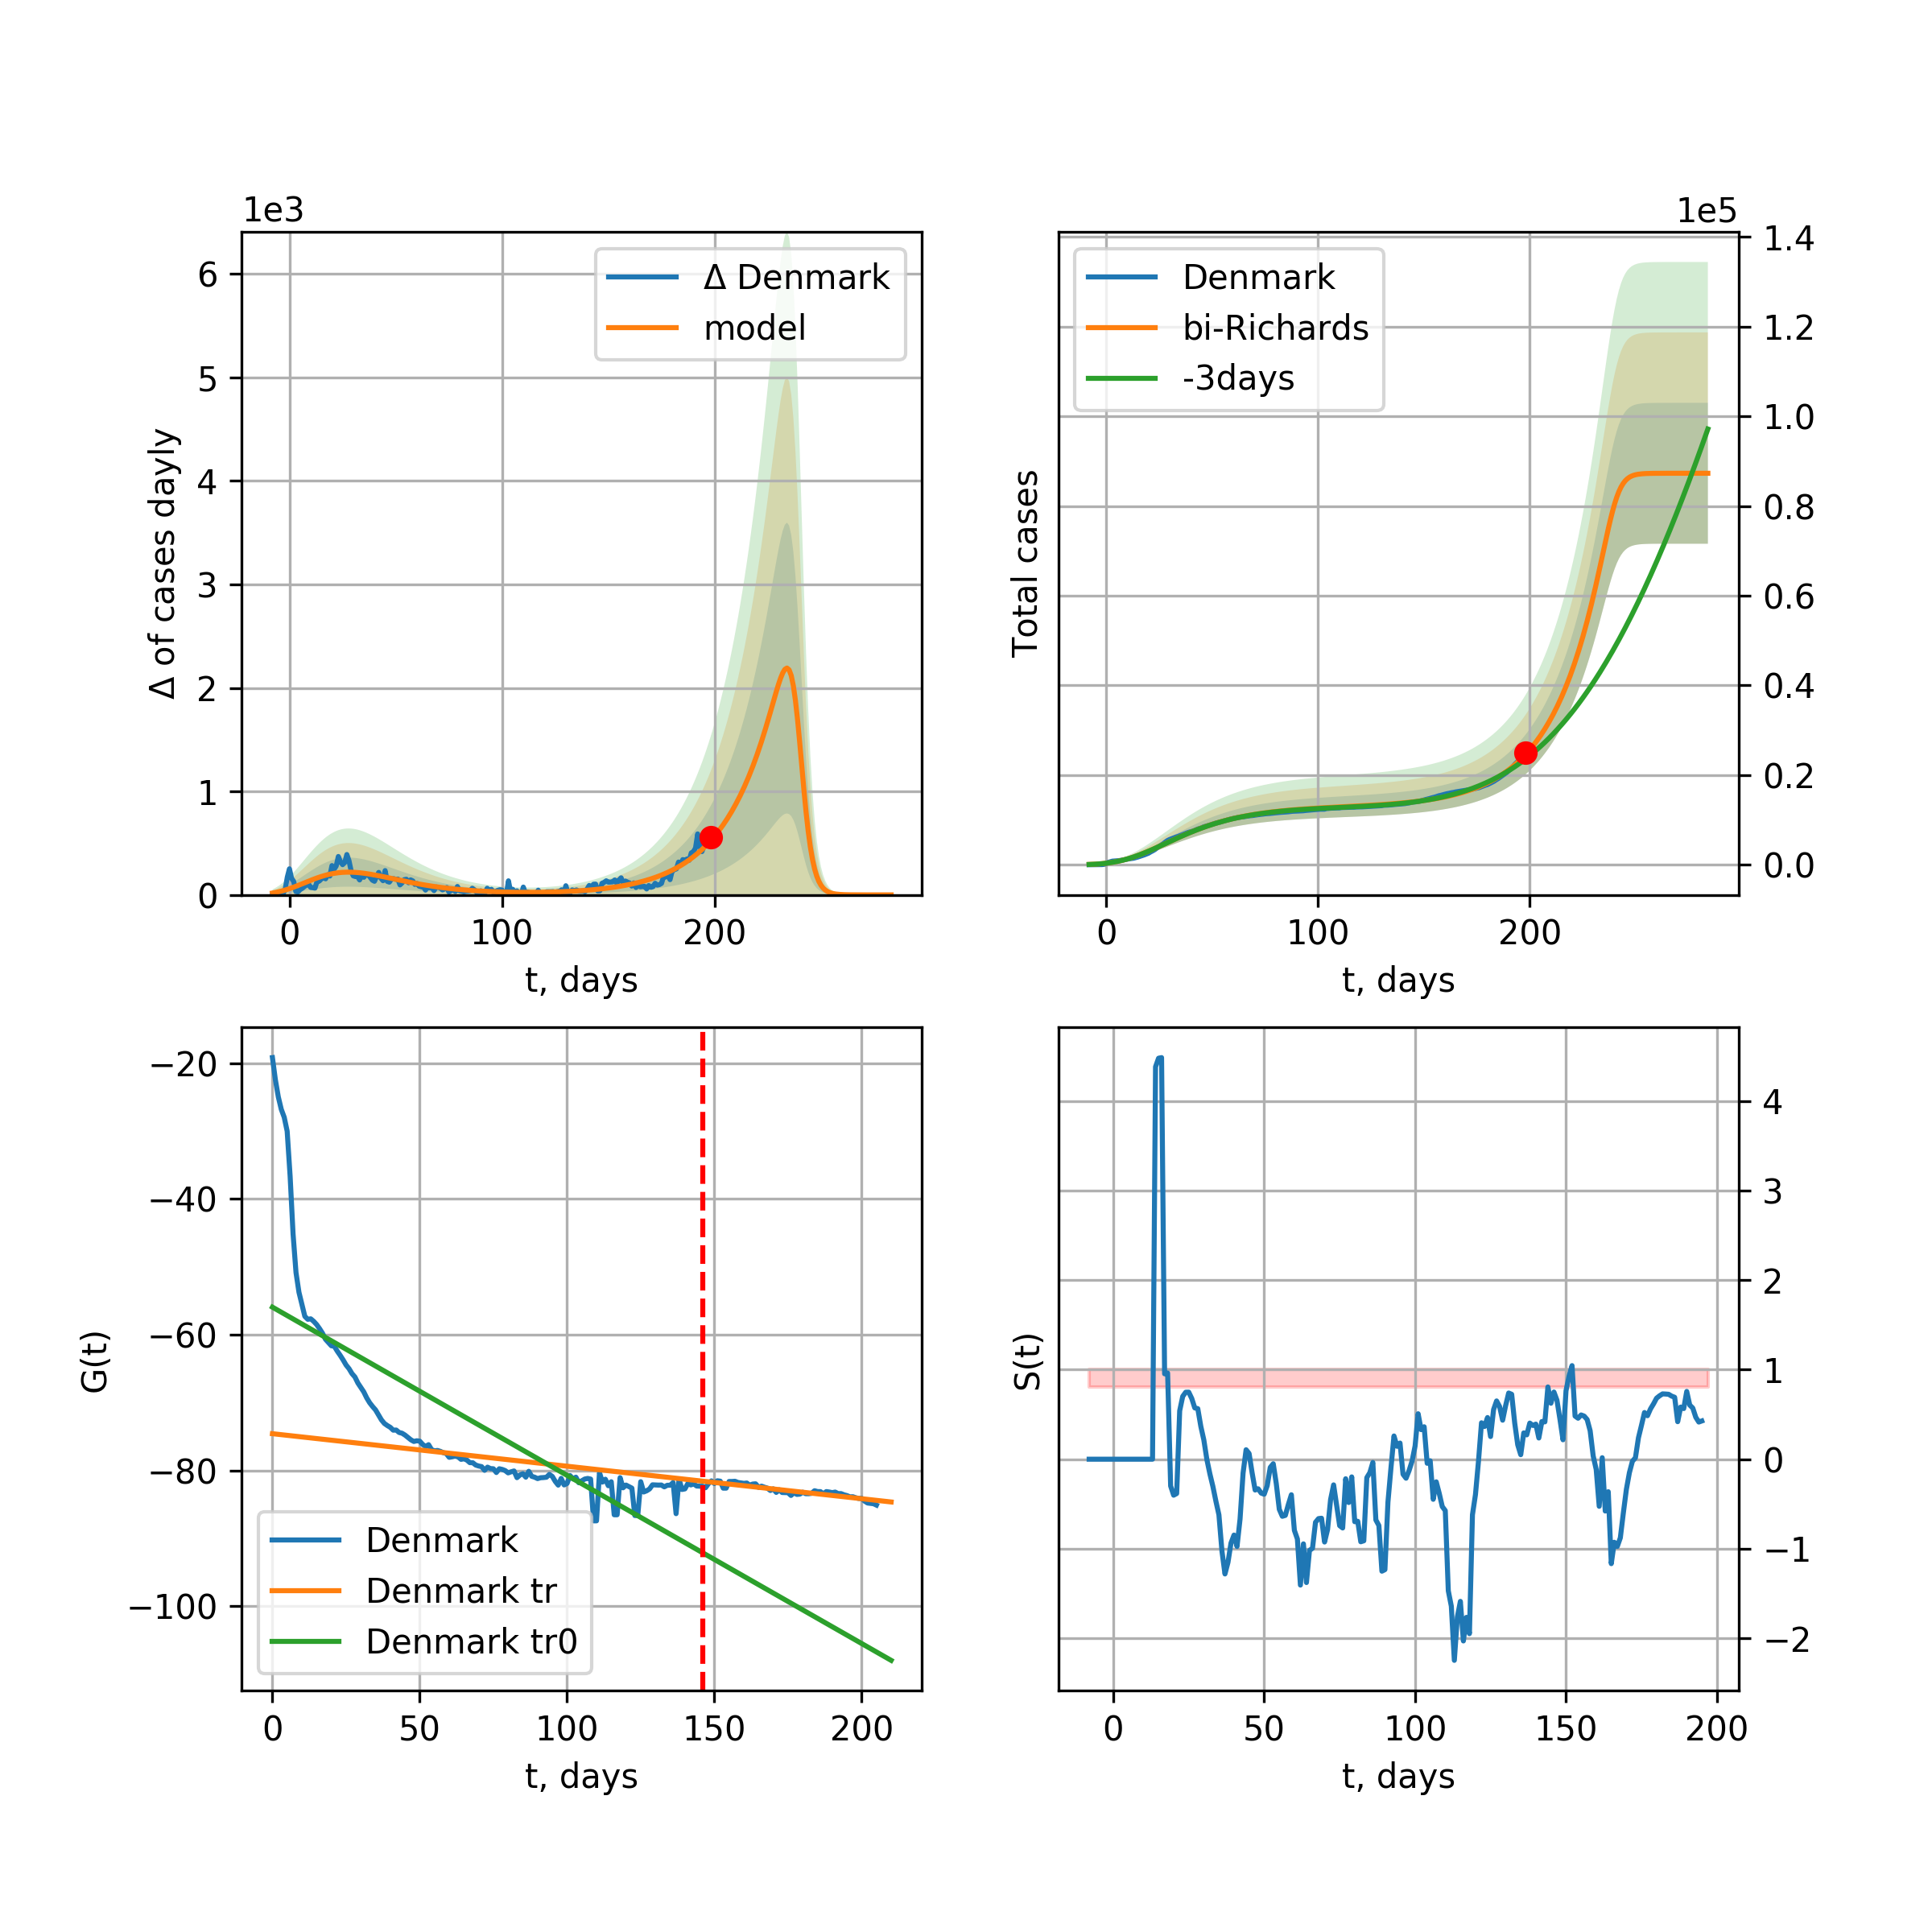 1e3
6
5
4
3
2
1
0
Δ of cases dayly
0 100 200
t, days
Δ Denmark
model
1e5
1.4
1.2
1.0
0.8
0.6
0.4
0.2
0.0
Total cases
0 100 200
t, days
Denmark
bi-Richards
-3days
−20
−40
−60
−80
−100
G(t)
0 50 100 150 200
t, days
Denmark
Denmark tr
Denmark tr0
4
3
2
1
0
−1
−2
S(t)
0 50 100 150 200
t, days